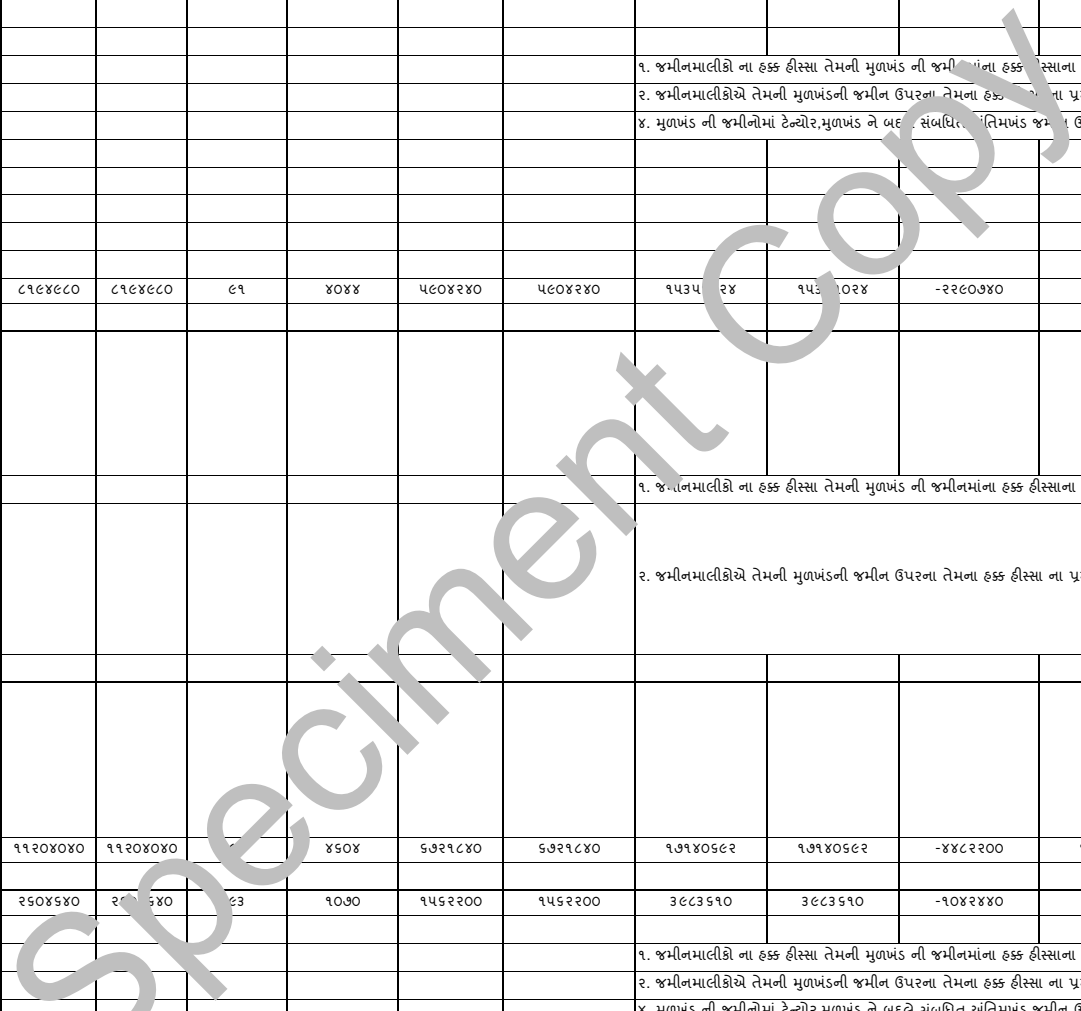 ૧. જમીનમાલીકો ના હક્ક હીસ્સા તેમની મુળખંડ ની
૨. જમીનમાલીકોએ તેમની મુળખંડની જમીન ઉપરના તેમના
૪. મુળખંડ ની જમીનોમાં ટેન્યોર,મુળખંડ ને
૮૧૯૪૯૮૦ ૮૧૯૪૯૮૦ ૯૧ ૪૦૪૪ ૫૯૦૪૨૪૦ ૫૯૦૪૨૪૦ -૨૨૯૦૭૪૦
૧. જમીનમાલીકો ના હક્ક હીસ્સા તેમની મુળખંડ ની જમીનમાંના હક્ક હીસ્સાના
૨. જમીનમાલીકોએ તેમની મુળખંડની જમીન ઉપરના તેમના હક્ક હીસ્સા ના
૧૧૨૦૪૦૪૦ ૧૧૨૦૪૦૪૦ ૪૬૦૪ ૬૭૨૧૮૪૦ ૬૭૨૧૮૪૦ ૧૭૧૪૦૬૯૨ ૧૭૧૪૦૬૯૨ -૪૪૮૨૨૦૦
૨૬૦૪૬૪૦ ૧૦૭૦ ૧૫૬૨૨૦૦ ૧૫૬૨૨૦૦ ૩૯૮૩૬૧૦ ૩૯૮૩૬૧૦ -૧૦૪૨૪૪૦
૧. જમીનમાલીકો ના હક્ક હીસ્સા તેમની મુળખંડ ની જમીનમાંના હક્ક હીસ્સાના
૨. જમીનમાલીકોએ તેમની મુળખંડની જમીન ઉપરના તેમના હક્ક હીસ્સા ના
Speciment Copy